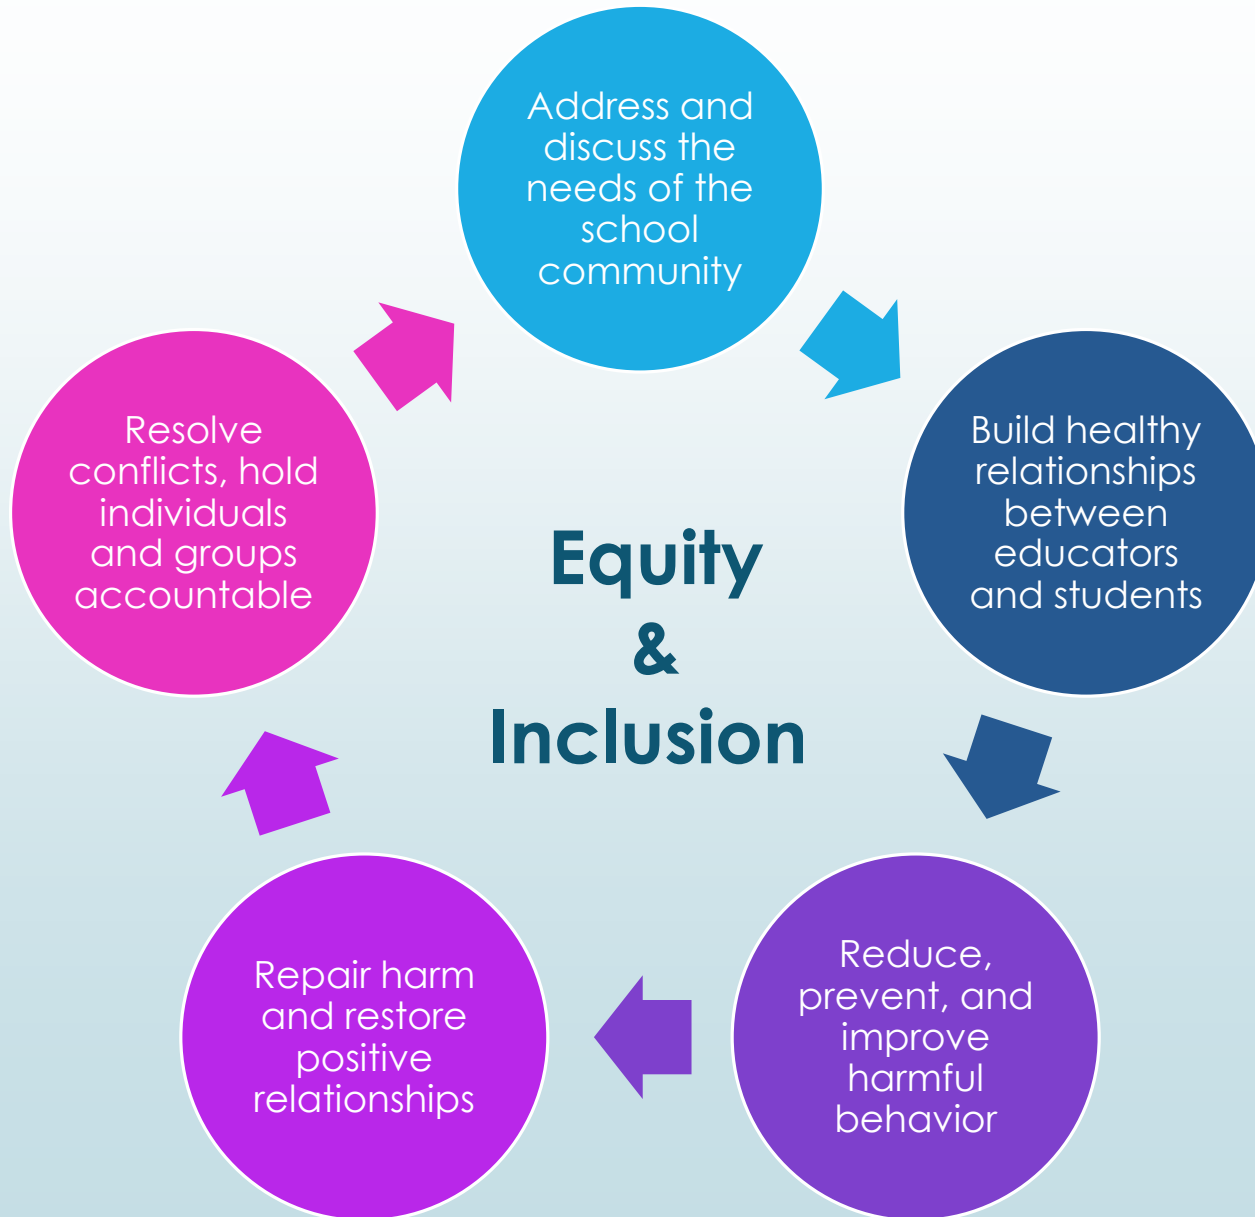 Address and
discuss the
needs of the
school
community
Build healthy
relationships
between
educators
and students
Reduce,
prevent, and
improve
harmful
behavior
Repair harm
and restore
positive
relationships
Resolve
conflicts, hold
individuals
and groups
accountable
Equity
&
Inclusion